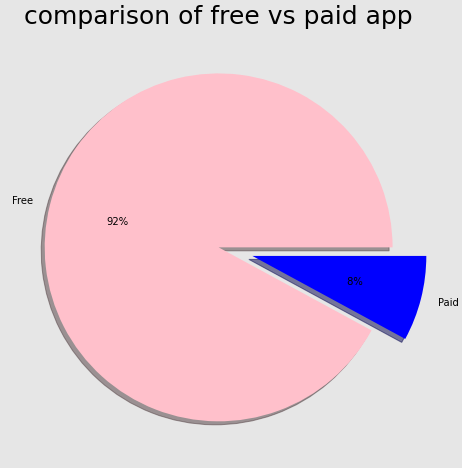 comparison of free vs paid app
Free
92%
8%
Paid